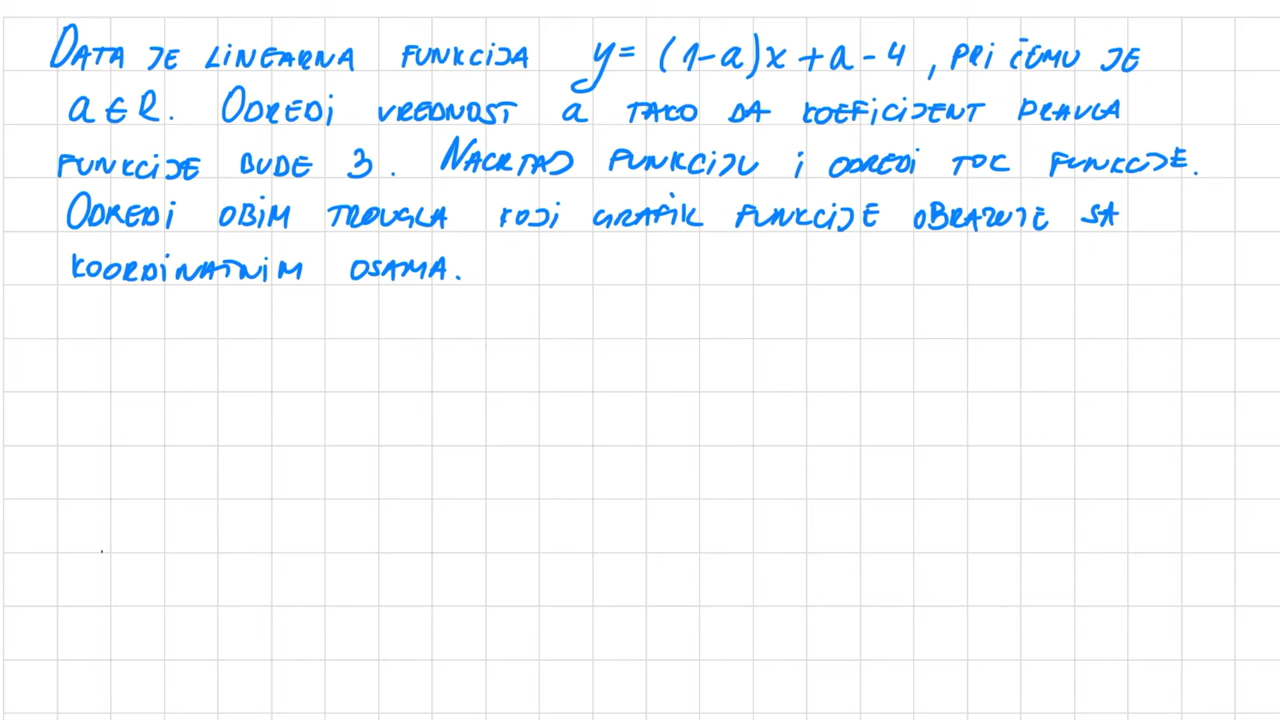 DATA JE LINEARNA FUNKCIJA y = (1-a)x + a - 4, PRI ČEMU JE
a ∈ R. ODREDI VREDNOST a TAKO DA KOEFICIJENT PRAVCA
FUNKCIJE BUDE 3. NACRTAJ FUNKCIJU I ODREDI TOK FUNKCIJE.
ODREDI OBIM TROUGLA KOJI GRAFIK FUNKCIJE OBRAZUJE SA
KOORDINATNIM OSAMA.